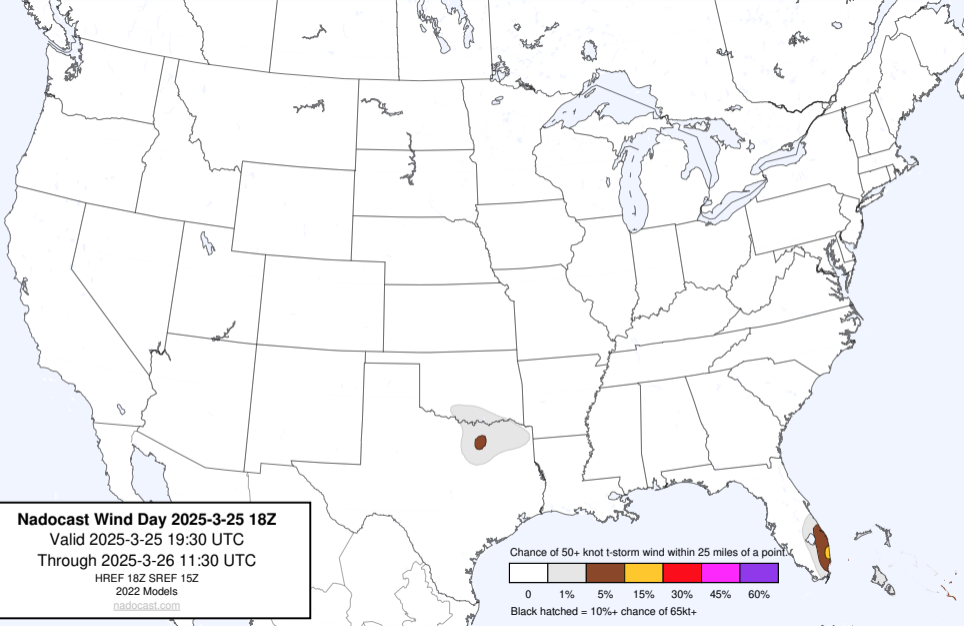 Nadocast Wind Day 2025-3-25 18Z
Valid 2025-3-25 19:30 UTC
Through 2025-3-26 11:30 UTC
HREF 18Z SREF 15Z
2022 Models
nadocast.com
Chance of 50+ knot t-storm wind within 25 miles of a point.
0 1% 5% 15% 30% 45% 60%
Black hatched = 10%+ chance of 65kt+